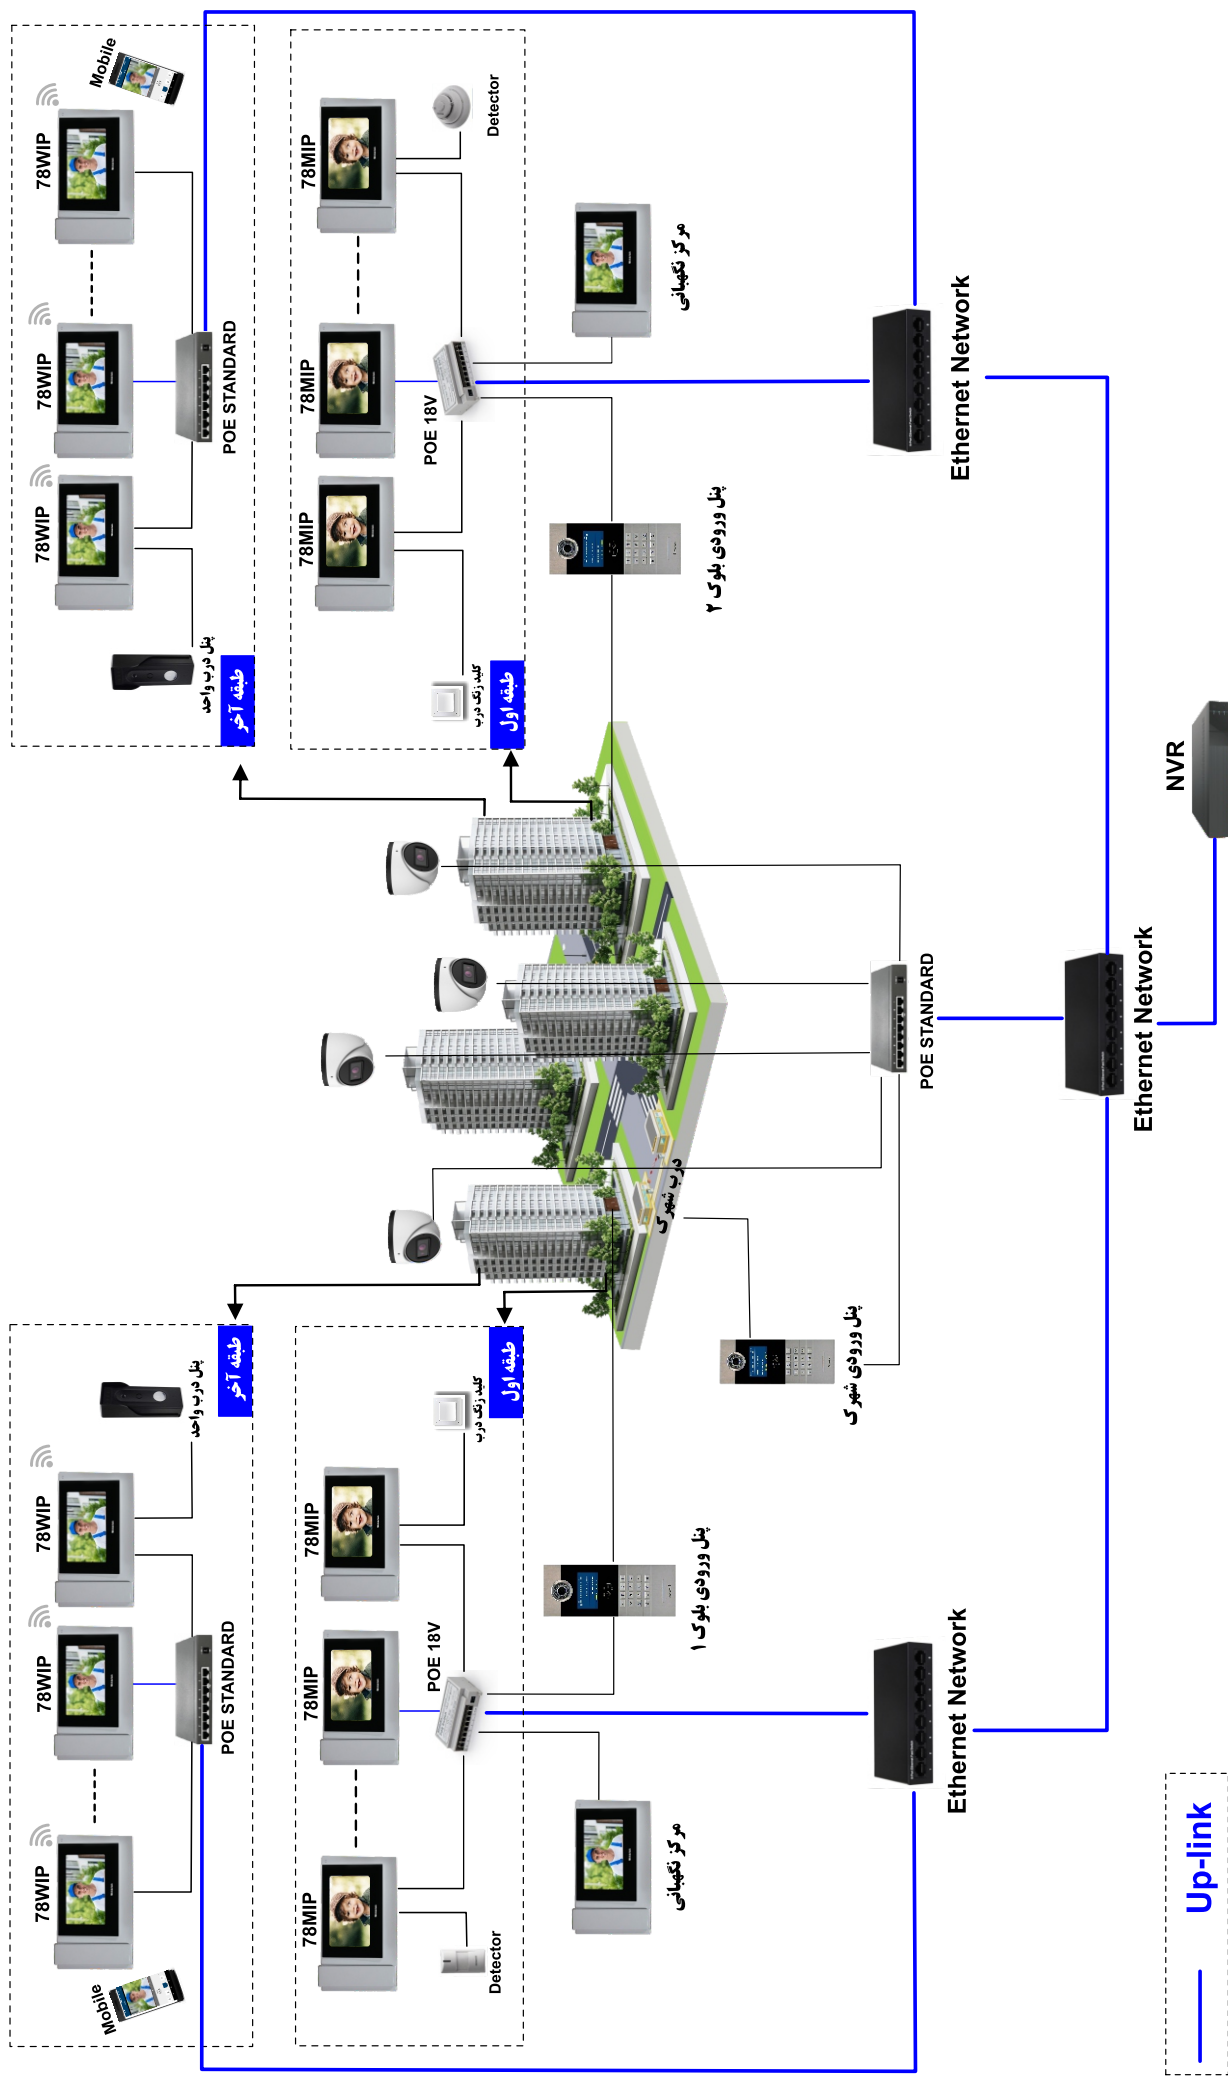 Mobile
78WIP
78WIP
78WIP
POE STANDARD
پنل درب واحد
طبقه آخر
78MIP
78MIP
78MIP
Detector
POE 18V
کلید زنگ درب
طبقه اول
مرکز نگهبانی
پنل ورودی بلوک ۲
Ethernet Network
NVR
POE STANDARD
Ethernet Network
درب شهرک
پنل ورودی شهرک
طبقه آخر
پنل درب واحد
78WIP
78WIP
78WIP
POE STANDARD
Mobile
طبقه اول
کلید زنگ درب
78MIP
78MIP
78MIP
POE 18V
Detector
پنل ورودی بلوک ۱
مرکز نگهبانی
Ethernet Network
Up-link